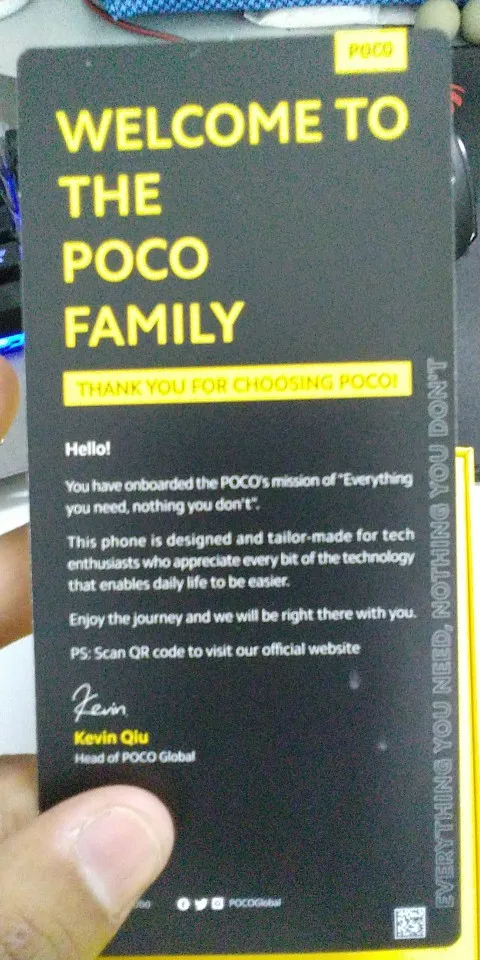 POCO
WELCOME TO
THE
POCO
FAMILY
THANK YOU FOR CHOOSING POCO!
Hello!
You have onboarded the POCO's mission of "Everything
you need, nothing you don't".
This phone is designed and tailor-made for tech
enthusiasts who appreciate every bit of the technology
that enables daily life to be easier.
Enjoy the journey and we will be right there with you.
PS: Scan QR code to visit our official website
Kevin
Kevin Qiu
Head of POCO Global
POCOGlobal
EVERYTHING YOU NEED, NOTHING YOU DON'T